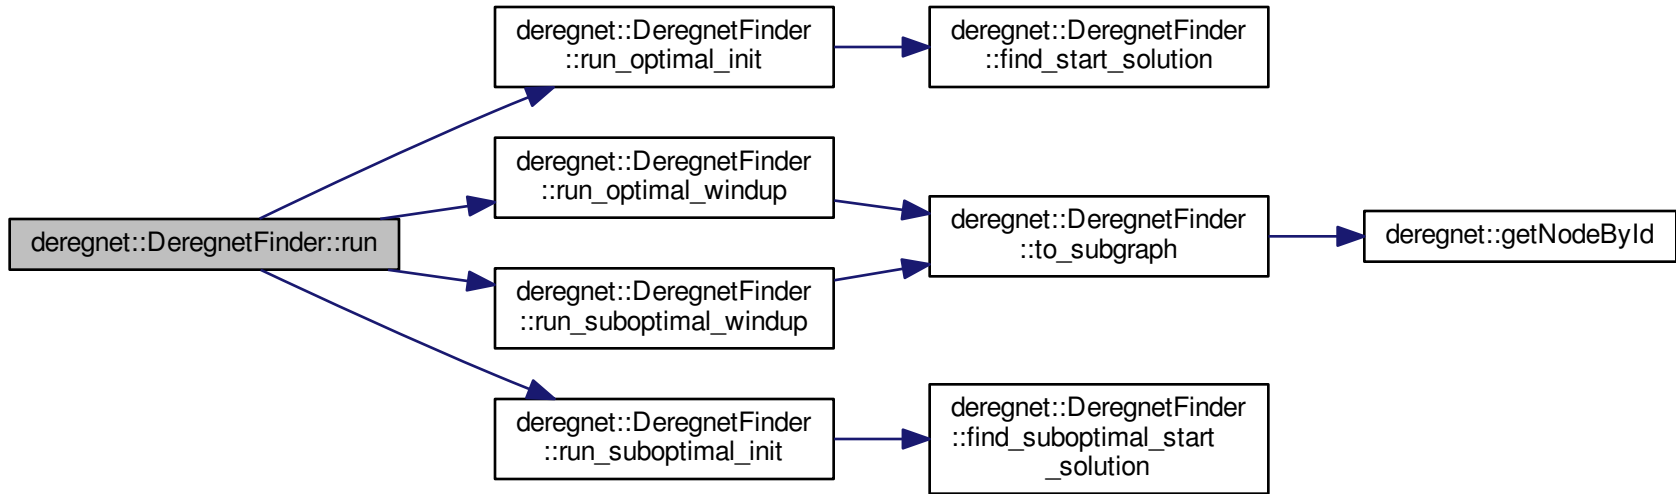 deregnet::DeregnetFinder
::run_optimal_init
deregnet::DeregnetFinder
::find_start_solution
deregnet::DeregnetFinder
::run_optimal_windup
deregnet::DeregnetFinder::run
deregnet::DeregnetFinder
::to_subgraph
deregnet::getNodeById
deregnet::DeregnetFinder
::run_suboptimal_windup
deregnet::DeregnetFinder
::run_suboptimal_init
deregnet::DeregnetFinder
::find_suboptimal_start
_solution